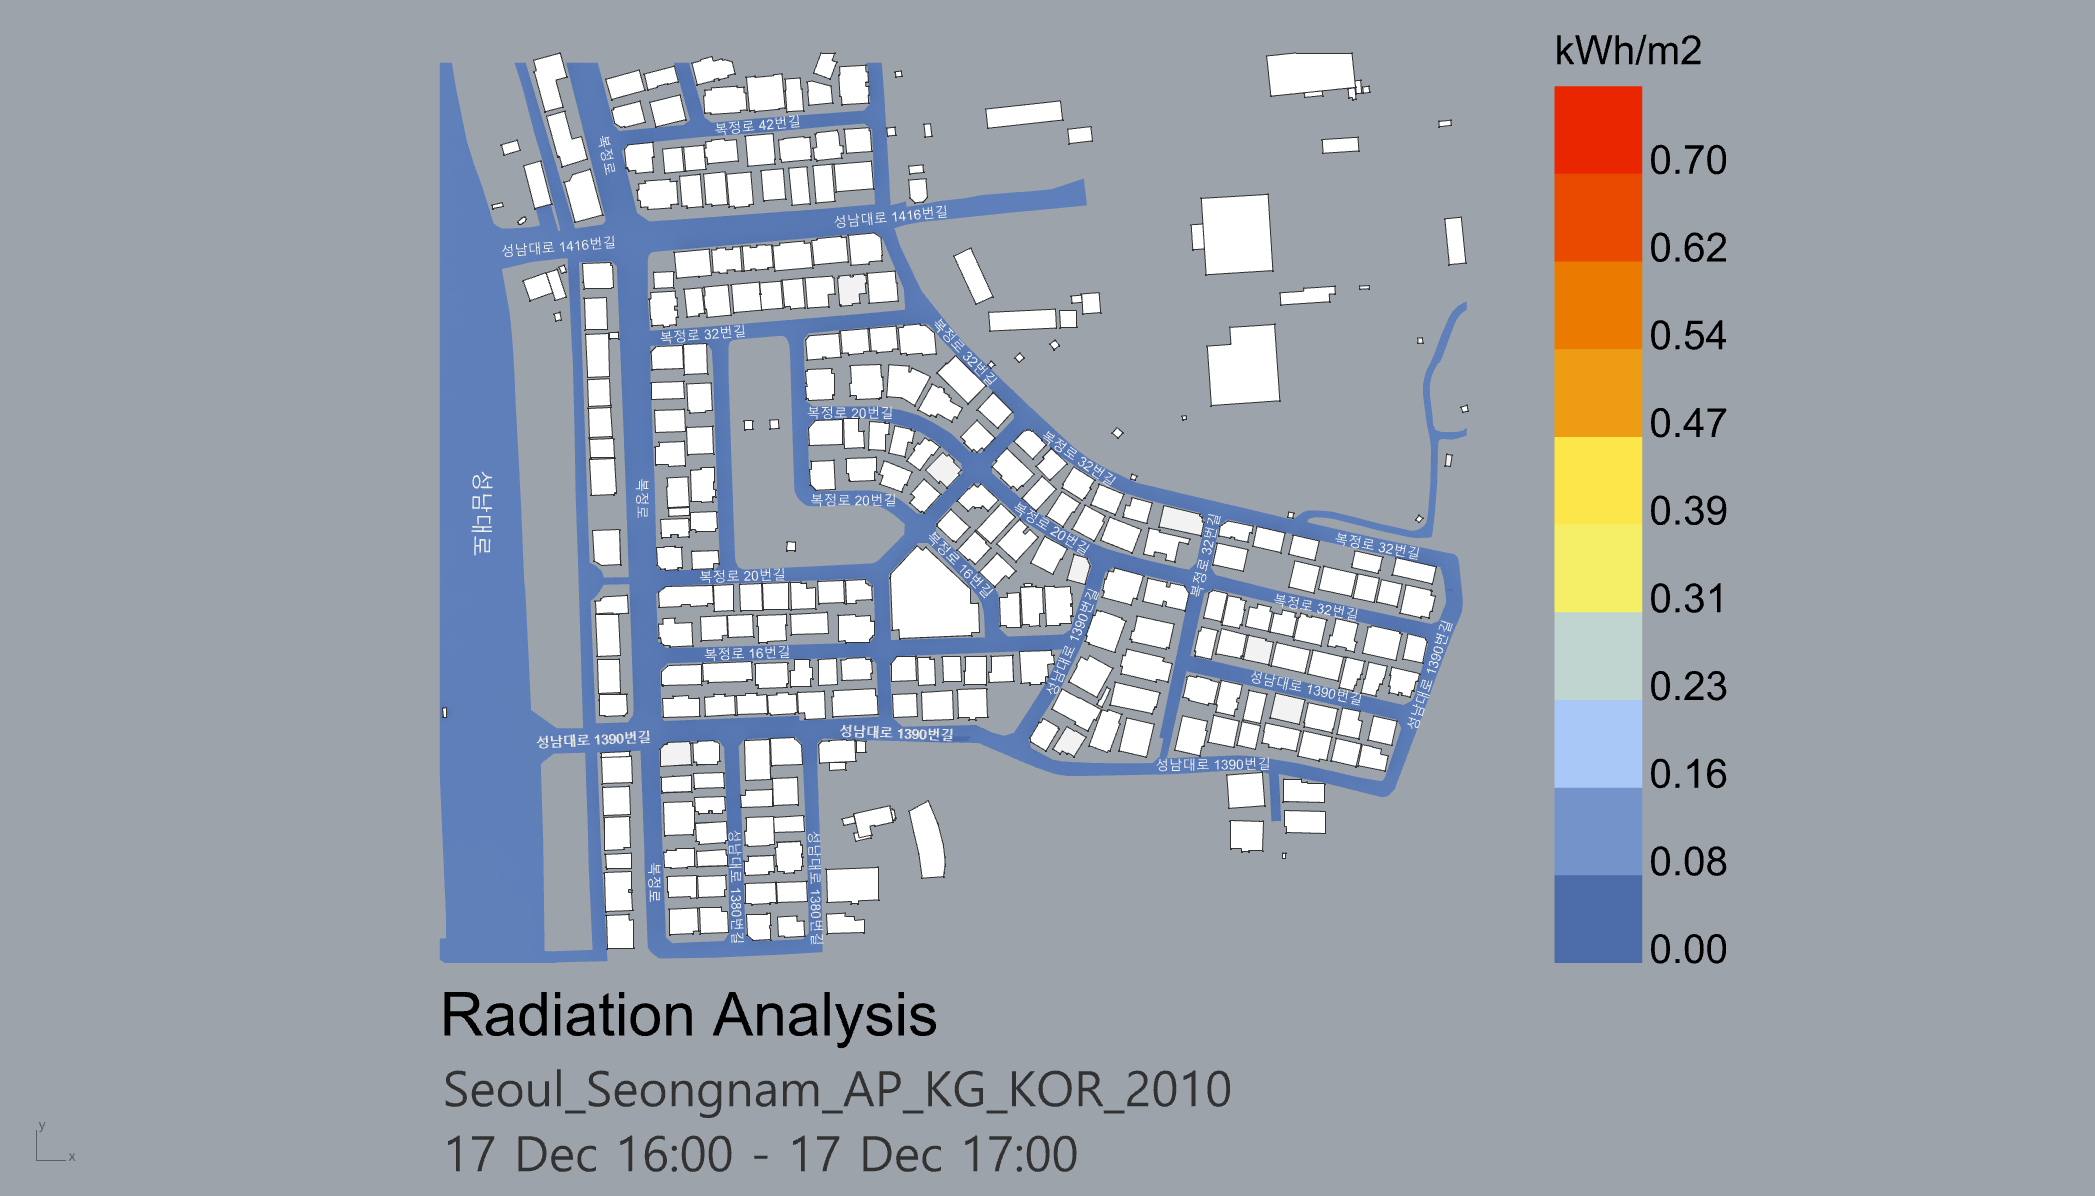 kWh/m2
0.70
0.62
0.54
0.47
0.39
0.31
0.23
0.16
0.08
0.00
복정로 42번길
복정로
성남대로 1416번길
성남대로 1416번길
복정로 32번길
복정로 32번길
복정로 20번길
복정로 32번길
성남대로
복정로
복정로 20번길
복정로 20번길
복정로 32번길
복정로 32번길
복정로 16번길
복정로 20번길
복정로 32번길
성남대로 1390번길
복정로 16번길
성남대로 1390번길
성남대로 1390번길
성남대로 1390번길
성남대로 1390번길
성남대로 1390번길
복정로
성남대로 1380번길
성남대로 1380번길
Radiation Analysis
Seoul_Seongnam_AP_KG_KOR_2010
17 Dec 16:00 - 17 Dec 17:00
y
x